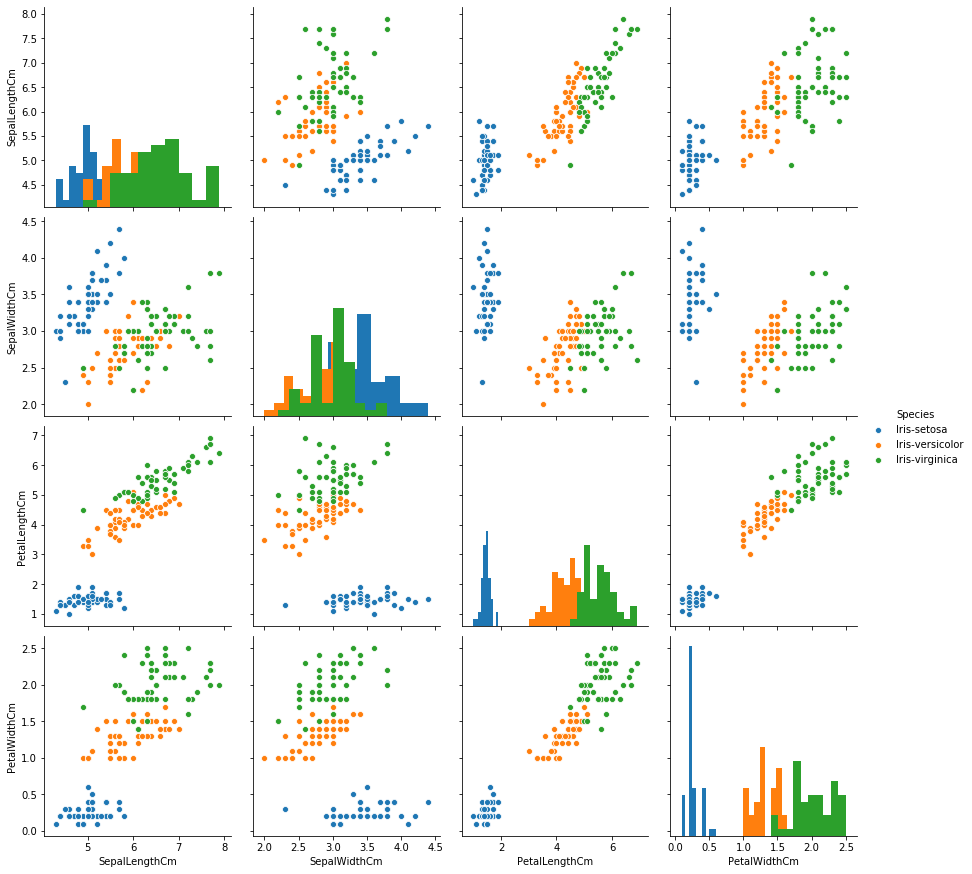 8.0
7.5
7.0
6.5
6.0
5.5
5.0
4.5
SepalLengthCm
4.5
4.0
3.5
3.0
2.5
2.0
SepalWidthCm
7
6
5
4
3
2
1
PetalLengthCm
2.5
2.0
1.5
1.0
0.5
0.0
PetalWidthCm
5 6 7 8
SepalLengthCm
2.0 2.5 3.0 3.5 4.0 4.5
SepalWidthCm
2 4 6
PetalLengthCm
0.0 0.5 1.0 1.5 2.0 2.5
PetalWidthCm
Species
Iris-setosa
Iris-versicolor
Iris-virginica